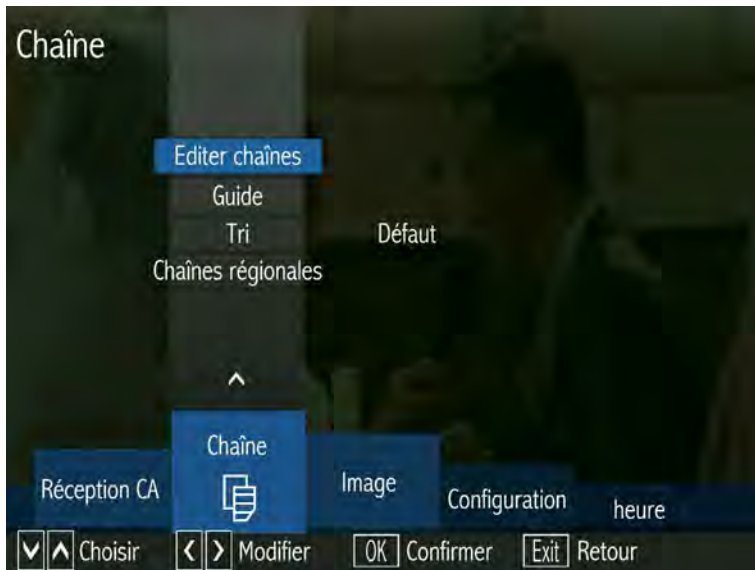 Chaîne
Editer chaînes
Guide
Tri Défaut
Chaînes régionales
Réception CA
Chaîne
Image
Configuration
heure
Choisir Modifier OK Confirmer Exit Retour